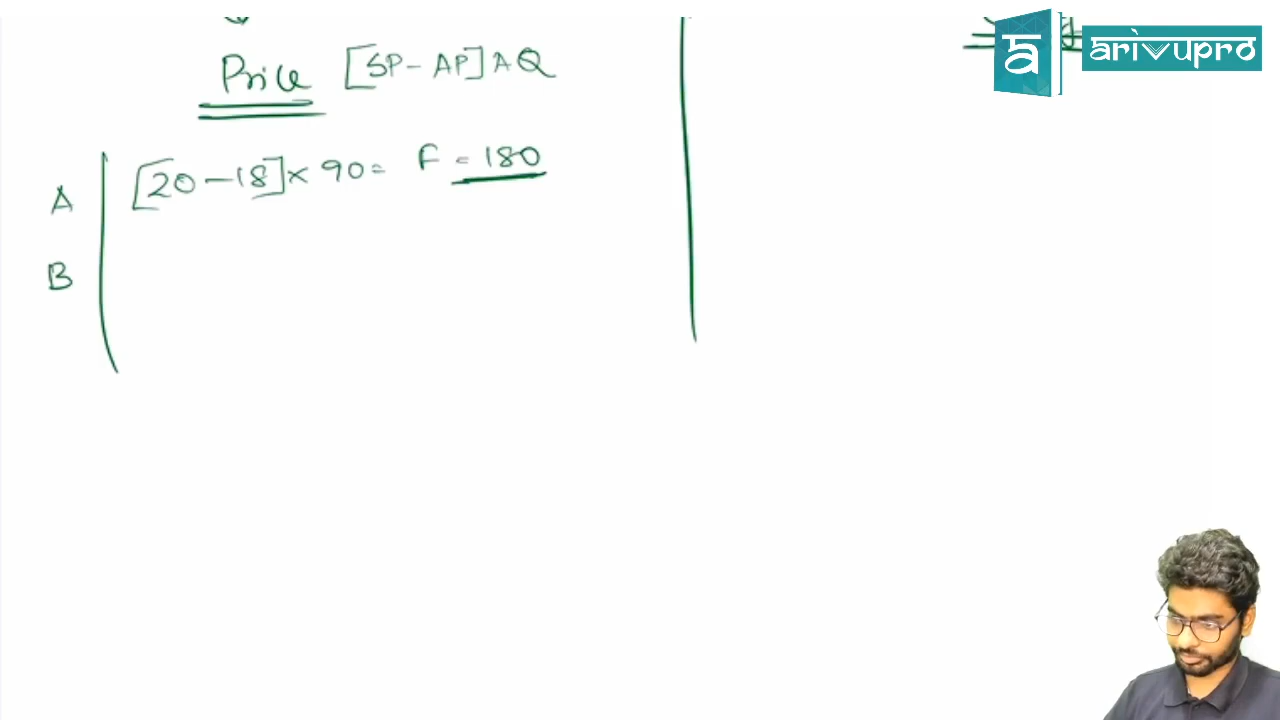 Price [SP - AP] AQ
A [20 - 18] × 90 = F = 180
B
ā arivupro